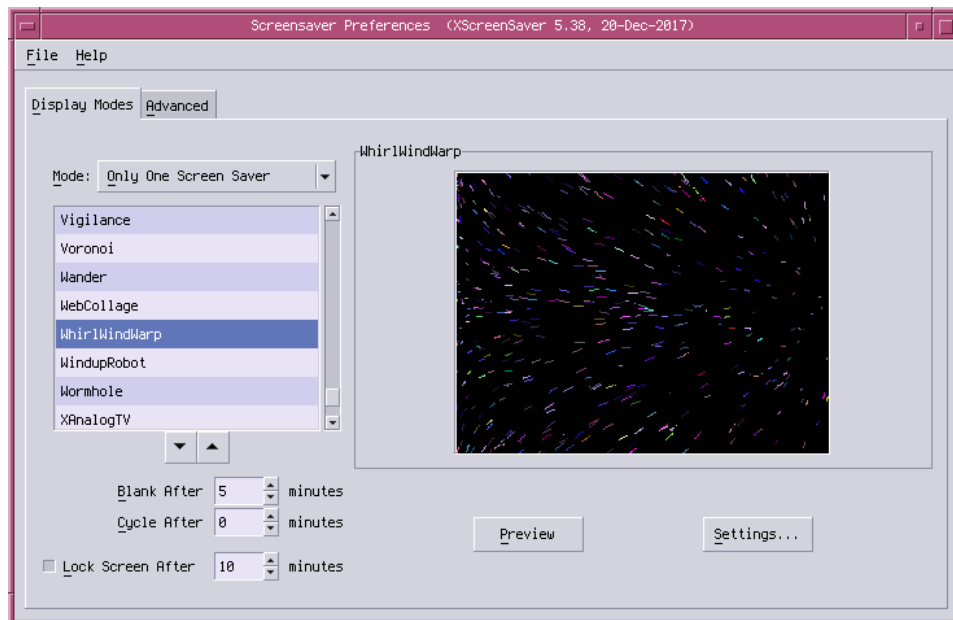 Screensaver Preferences  (XScreenSaver 5.38, 20-Dec-2017)
File Help
Display Modes Advanced
Mode: Only One Screen Saver
WhirlWindWarp
Vigilance
Voronoi
Wander
WebCollage
WhirlWindWarp
WindupRobot
Wormhole
XAnalogTV
Blank After 5 minutes
Cycle After 0 minutes
Lock Screen After 10 minutes
Preview
Settings...